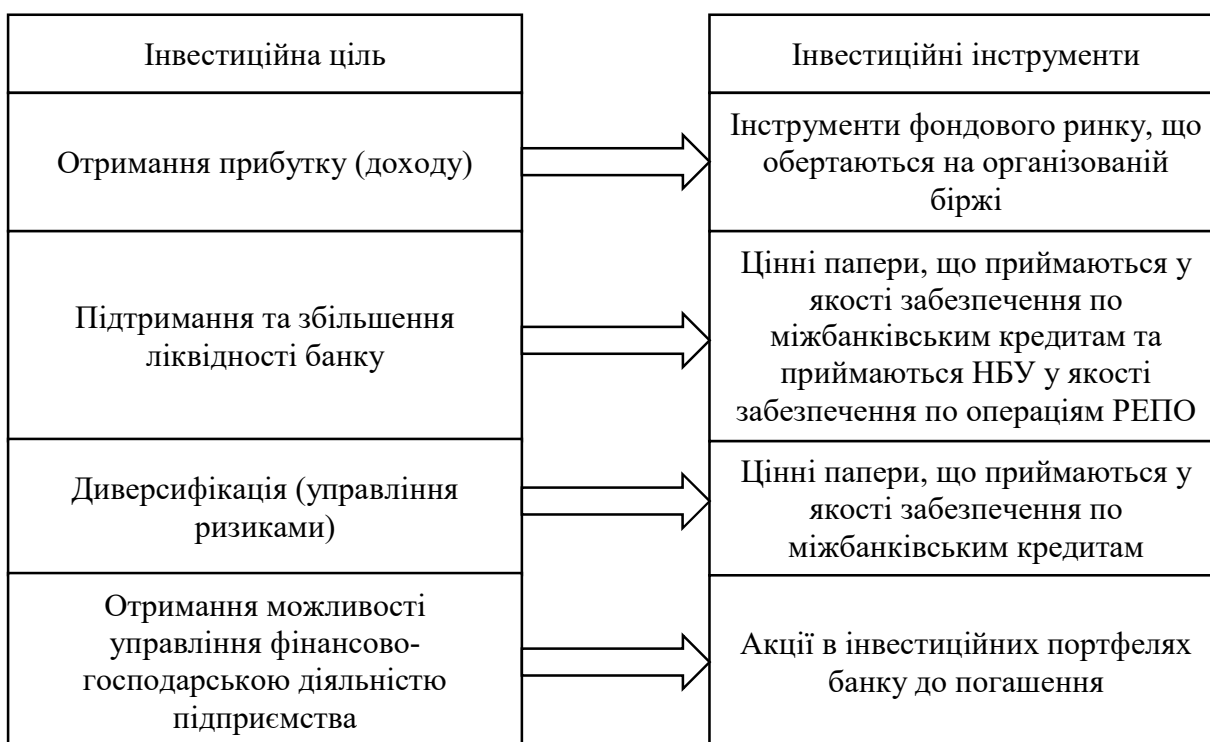 Інвестиційна ціль
Інвестиційні інструменти
Отримання прибутку (доходу)
Інструменти фондового ринку, що
обертаються на організованій
біржі
Підтримання та збільшення
ліквідності банку
Цінні папери, що приймаються у
якості забезпечення по
міжбанківським кредитам та
приймаються НБУ у якості
забезпечення по операціям РЕПО
Диверсифікація (управління
ризиками)
Цінні папери, що приймаються у
якості забезпечення по
міжбанківським кредитам
Отримання можливості
управління фінансово-
господарською діяльністю
підприємства
Акції в інвестиційних портфелях
банку до погашення